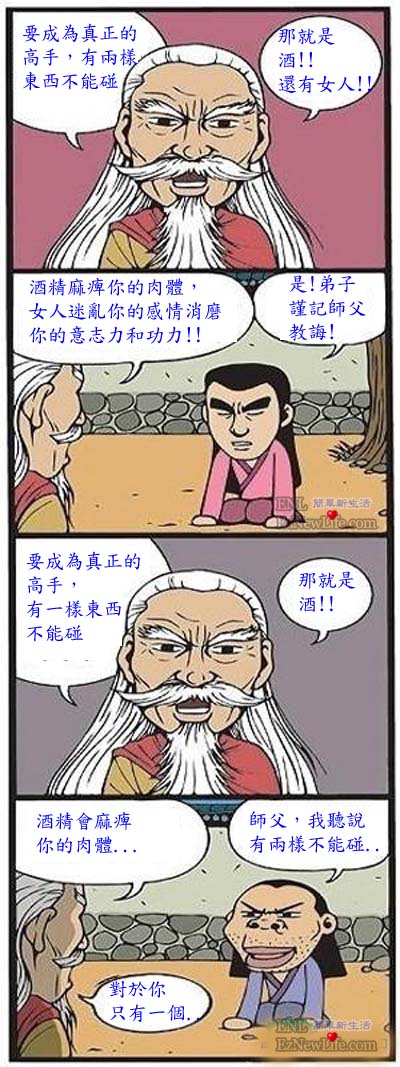 要成為真正的
高手，有兩樣
東西不能碰
那就是
酒!!
還有女人!!
酒精麻痺你的肉體，
女人迷亂你的感情消磨
你的意志力和功力!!
是!弟子
謹記師父
教誨!
ENL 簡單新生活
EzNewLife.com
要成為真正的
高手，
有一樣東西
不能碰
那就是
酒!!
酒精會麻痺
你的肉體...
師父，我聽說
有兩樣不能碰..
對於你
只有一個..
ENL 簡單新生活
EzNewLife.com